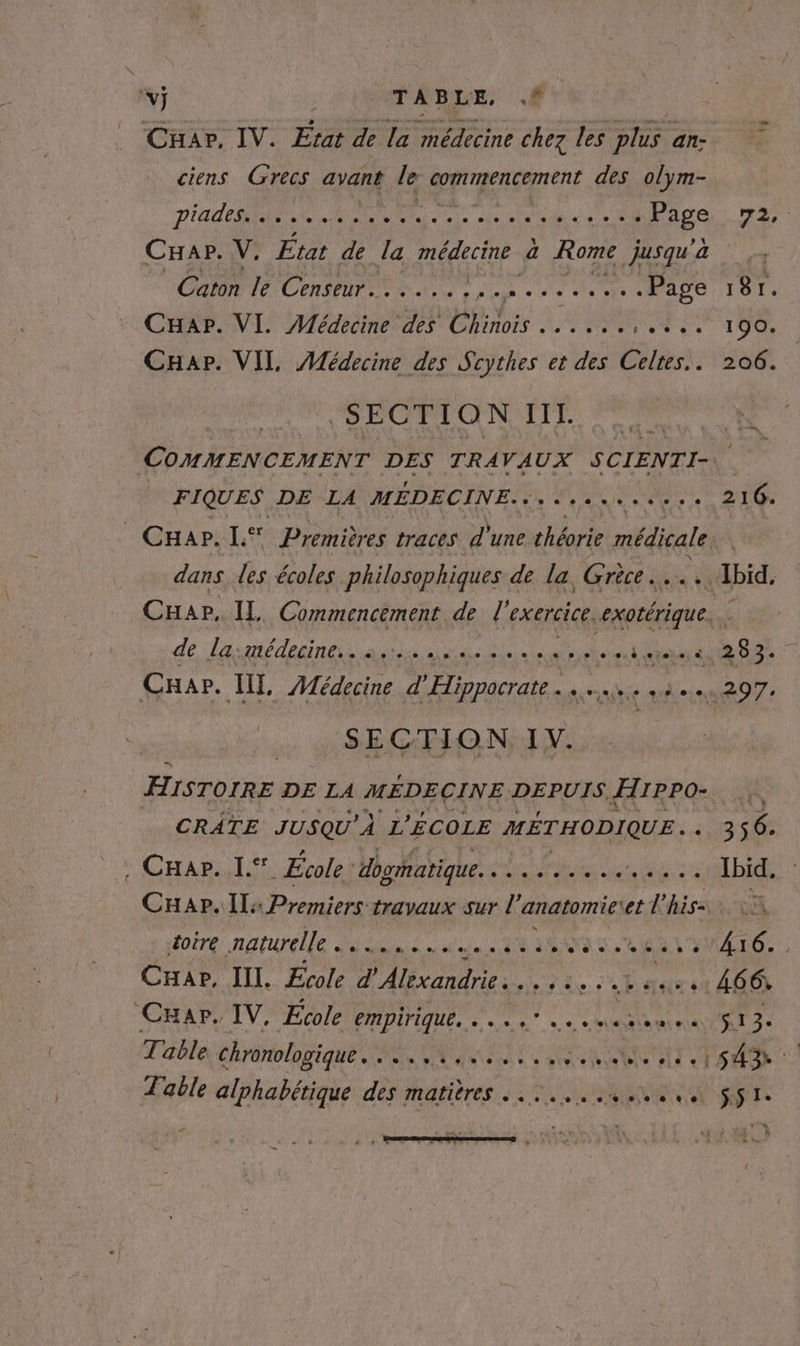 vj TABLE.
CHAP. IV. État de la médecine chez les plus an-
ciens Grecs avant le commencement des olym-
piades.......................... Page 72.
CHAP. V. État de la médecine à Rome jusqu'à
Caton le Censeur.................. Page 181.
CHAP. VI. Médecine des Chinois........... 190.
CHAP. VII. Médecine des Scythes et des Celtes.. 206.
SECTION III.
COMMENCEMENT DES TRAVAUX SCIENTI-
FIQUES DE LA MÉDECINE............. 216.
CHAP. I.er Premières traces d'une théorie médicale
dans les écoles philosophiques de la Grèce..... Ibid.
CHAP. II. Commencement de l'exercice exotérique
de la médecine......................... 283.
CHAP. III. Médecine d'Hippocrate........... 297.
SECTION IV.
HISTOIRE DE LA MÉDECINE DEPUIS HIPPO-
CRATE JUSQU'À L'ÉCOLE MÉTHODIQUE.. 356.
CHAP. I.er École dogmatique................ Ibid.
CHAP. II. Premiers travaux sur l'anatomie et l'his-
toire naturelle........................ 416.
CHAP. III. École d'Alexandrie............. 466.
CHAP. IV. École empirique................ 513.
Table chronologique...................... 543.
Table alphabétique des matières............. 551.